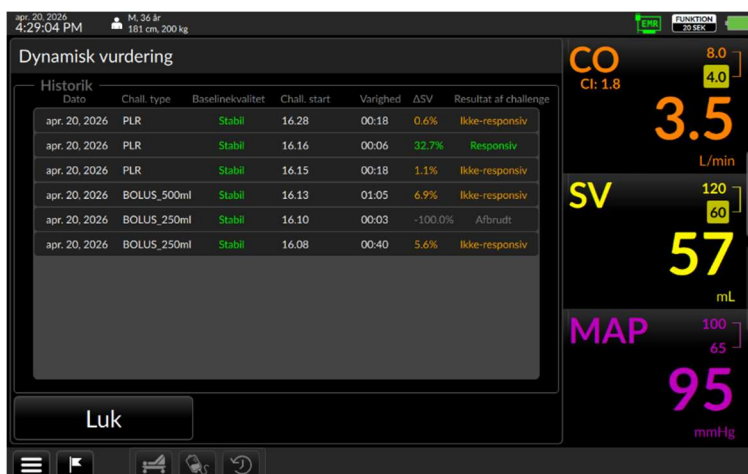 apr. 20, 2026
4:29:04 PM
M, 36 år
181 cm, 200 kg
EMR
FUNKTION
20 SEK
Dynamisk vurdering
Historik
Dato Chall. type Baselinekvalitet Chall. start Varighed ΔSV Resultat af challenge
apr. 20, 2026 PLR Stabil 16.28 00:18 0.6% Ikke-responsiv
apr. 20, 2026 PLR Stabil 16.16 00:06 32.7% Responsiv
apr. 20, 2026 PLR Stabil 16.15 00:18 1.1% Ikke-responsiv
apr. 20, 2026 BOLUS_500ml Stabil 16.13 01:05 6.9% Ikke-responsiv
apr. 20, 2026 BOLUS_250ml Stabil 16.10 00:03 -100.0% Afbrudt
apr. 20, 2026 BOLUS_250ml Stabil 16.08 00:40 5.6% Ikke-responsiv
Luk
CO
CI: 1.8
8.0
4.0
3.5
L/min
SV
120
60
57
mL
MAP
100
65
95
mmHg